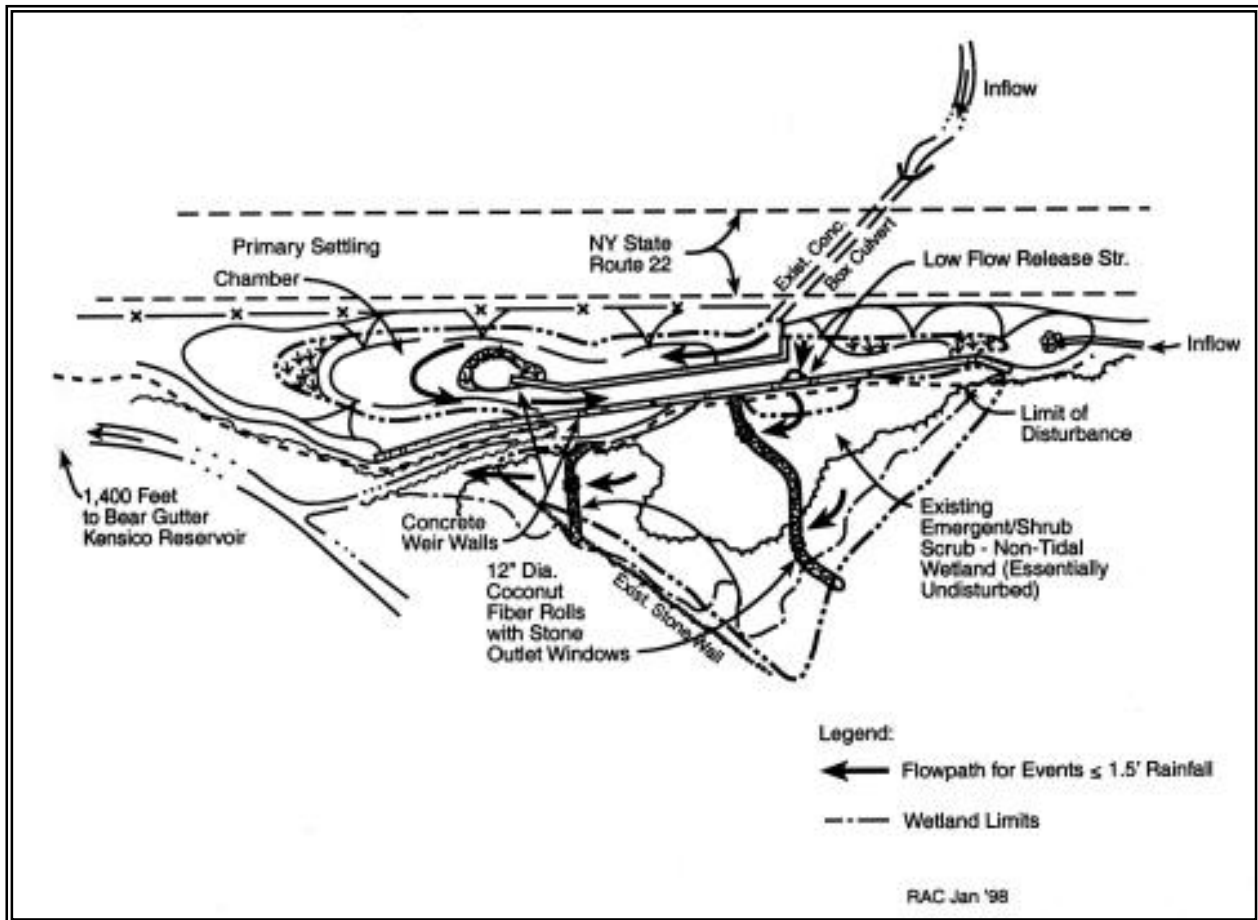 Inflow
Exist. Conc.
Box Culvert
Primary Settling
Chamber
NY State
Route 22
Low Flow Release Str.
Inflow
Limit of
Disturbance
1,400 Feet
to Bear Gutter
Kensico Reservoir
Concrete
Weir Walls
12" Dia.
Coconut
Fiber Rolls
with Stone
Outlet Windows
Exist. Stone Wall
Existing
Emergent/Shrub
Scrub - Non-Tidal
Wetland (Essentially
Undisturbed)
Legend:
Flowpath for Events ≤ 1.5' Rainfall
Wetland Limits
RAC Jan '98